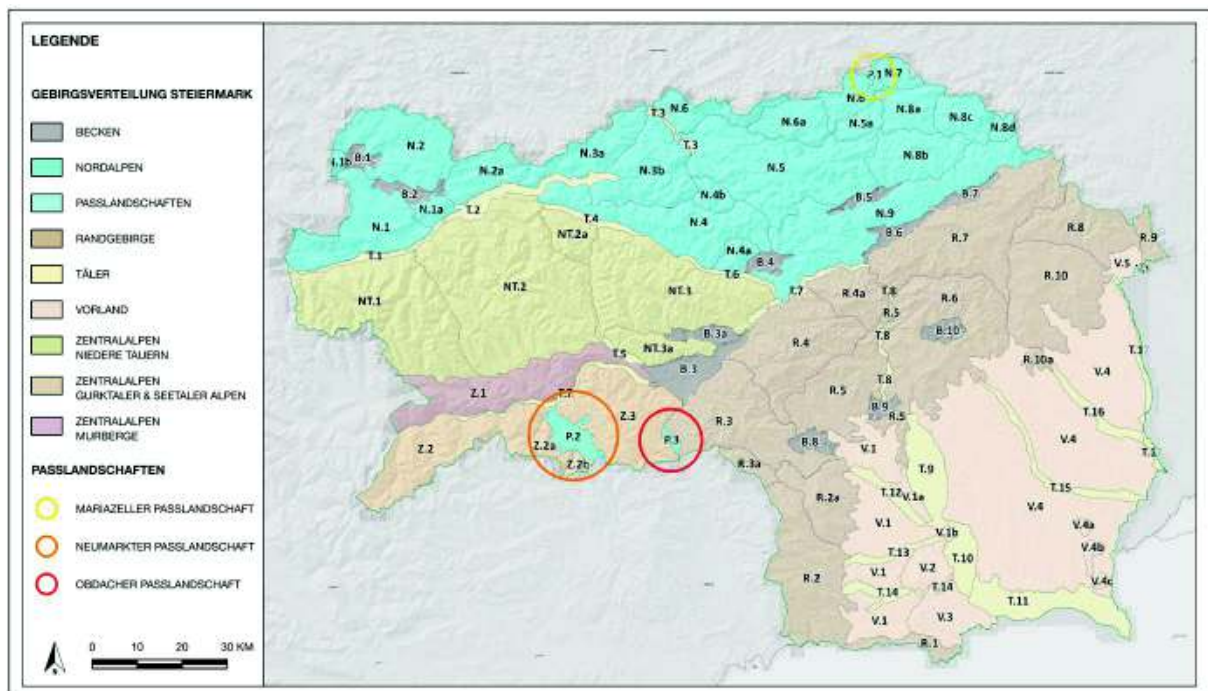 LEGENDE
GEBIRGSVERTEILUNG STEIERMARK
BECKEN
NORDALPEN
PASSLANDSCHAFTEN
RANDGEBIRGE
TÄLER
VORLAND
ZENTRALALPEN
NIEDERE TAUERN
ZENTRALALPEN
GURKTALER & SEETALER ALPEN
ZENTRALALPEN
MURBERGE
PASSLANDSCHAFTEN
MARIAZELLER PASSLANDSCHAFT
NEUMARKTER PASSLANDSCHAFT
OBDACHER PASSLANDSCHAFT
0 10 20 30 KM
P.1 N.7
T.3 N.6 N.6 N.8a
N.6a N.5a N.8c N.8d
N.2 N.3a T.3
N.1b B.1 N.8b
N.2a N.3b N.5
B.2 N.4b B.5 B.7
N.1a T.2 T.4 N.4 N.9
N.1 NT.2a B.6 R.7 R.8 R.9
T.1 N.4a B.4 V.5
NT.2 T.6 R.10
NT.1 NT.3 T.7 R.4a T.8 R.6
R.5
B.3a T.8 B.10
NT.3a R.4
T.5 B.3 R.10a V.4
Z.1 T.7 R.5 T.8
Z.3 B.9 R.5 T.16
P.2 P.3 R.3 V.4
Z.2 Z.2a B.8 V.1
Z.2b R.3a T.9
R.2a T.12 V.1a T.15
V.1 V.4 V.4a
V.1b V.4b
T.13 T.10
R.2 V.1 V.2 V.4c
T.14 T.14 T.11
V.1 V.3
R.1